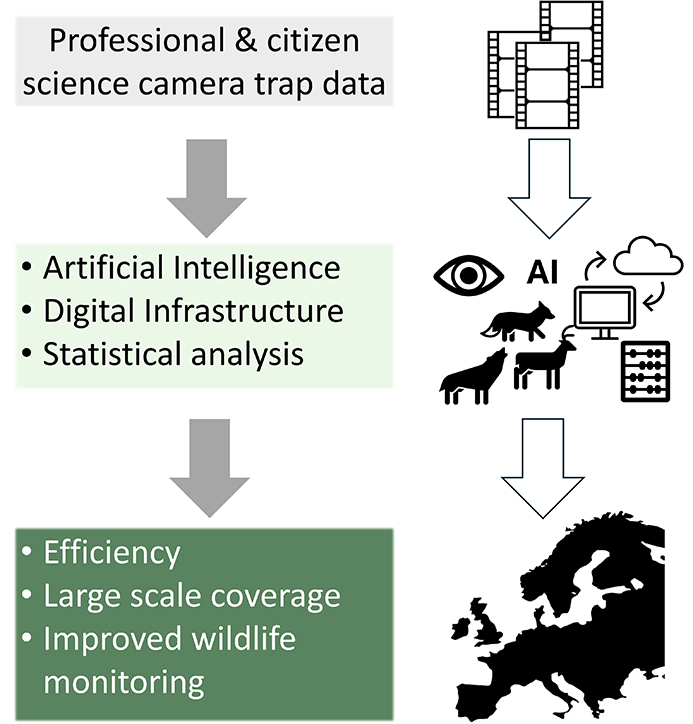 Professional & citizen
science camera trap data
• Artificial Intelligence
• Digital Infrastructure
• Statistical analysis
AI
• Efficiency
• Large scale coverage
• Improved wildlife
monitoring